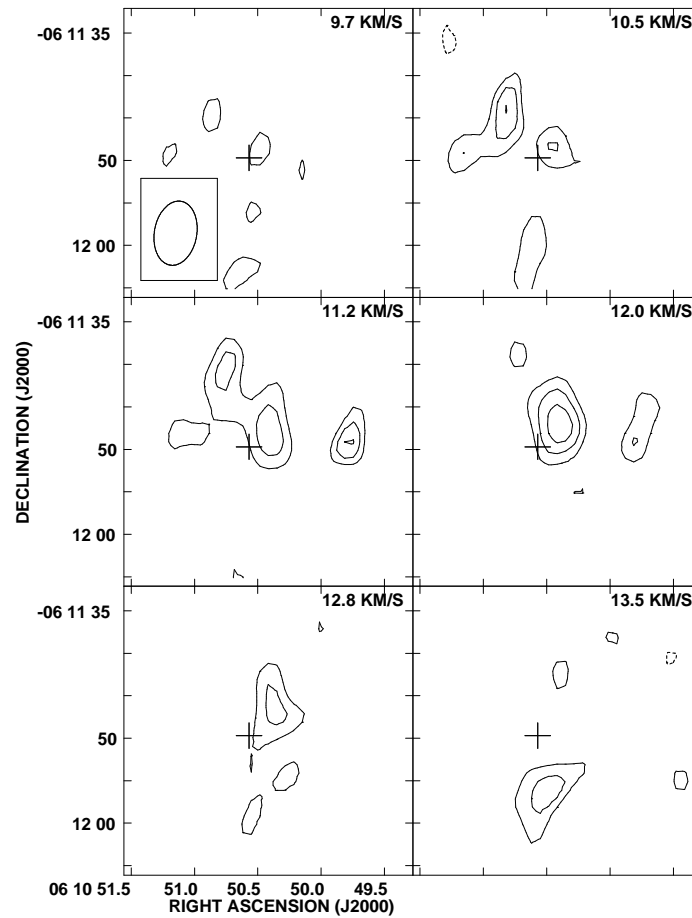 9.7 KM/S
10.5 KM/S
-06 11 35
50
12 00
11.2 KM/S
12.0 KM/S
-06 11 35
50
12 00
DECLINATION (J2000)
12.8 KM/S
13.5 KM/S
-06 11 35
50
12 00
06 10 51.5
51.0
50.5
50.0
49.5
RIGHT ASCENSION (J2000)